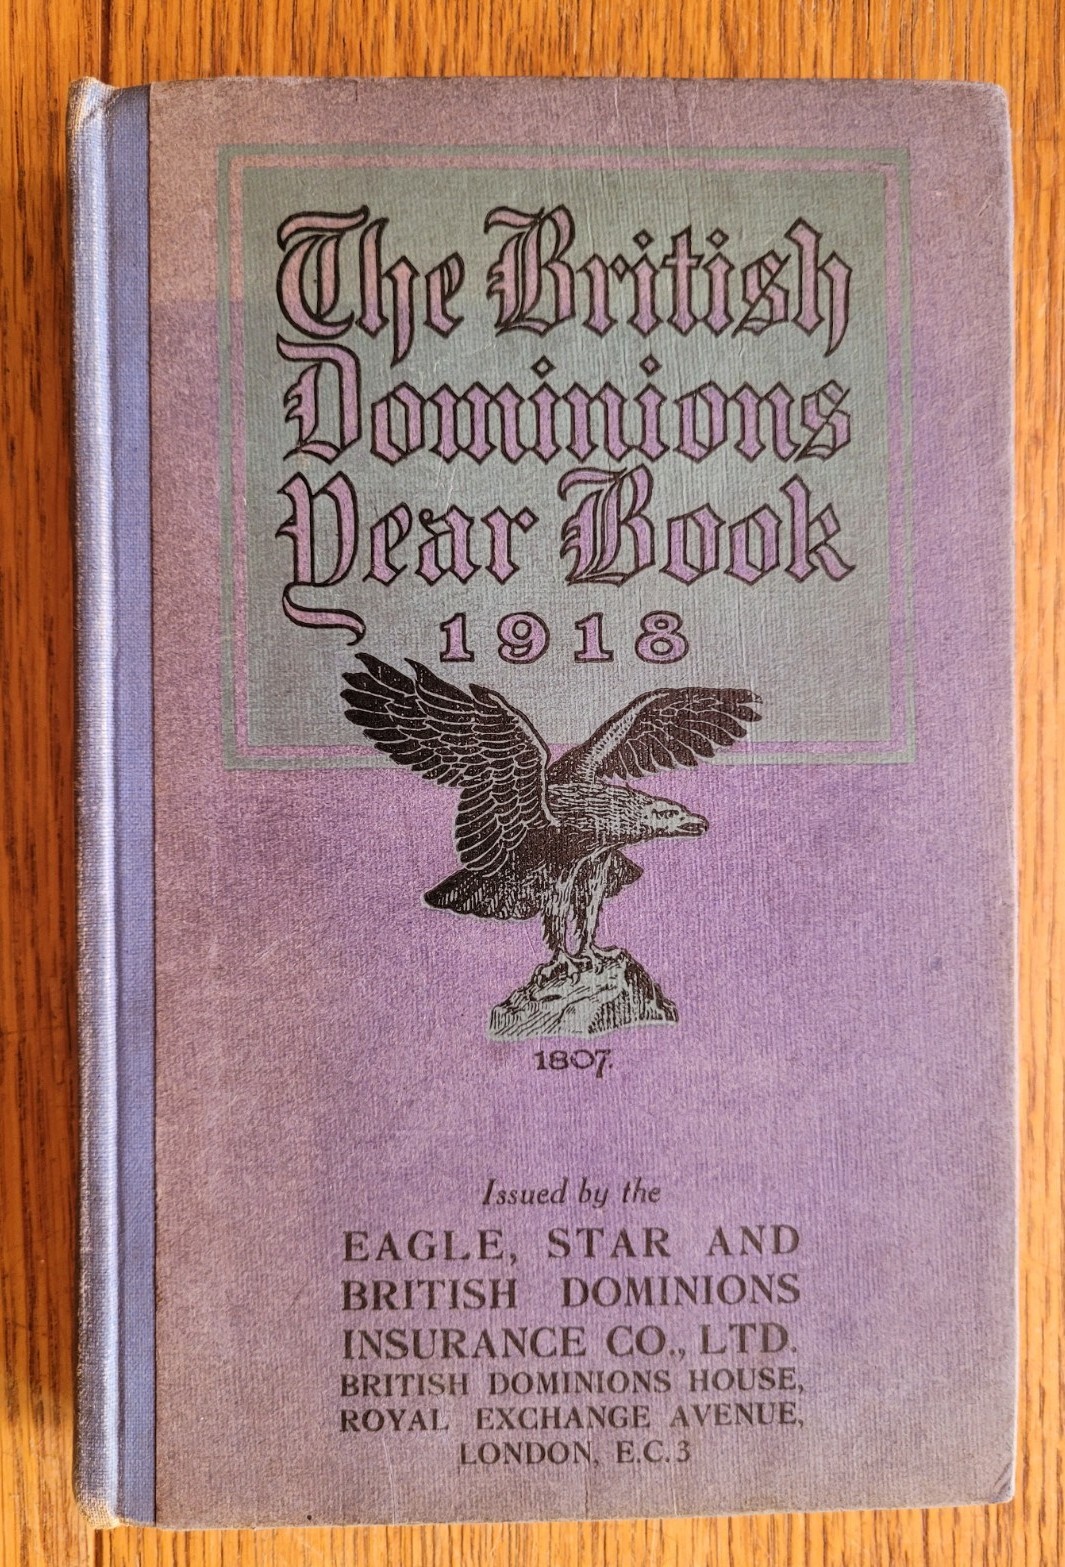 The British
Dominions
Year Book
1918
1807.
Issued by the
EAGLE, STAR AND
BRITISH DOMINIONS
INSURANCE CO., LTD.
BRITISH DOMINIONS HOUSE,
ROYAL EXCHANGE AVENUE,
LONDON, E.C.3